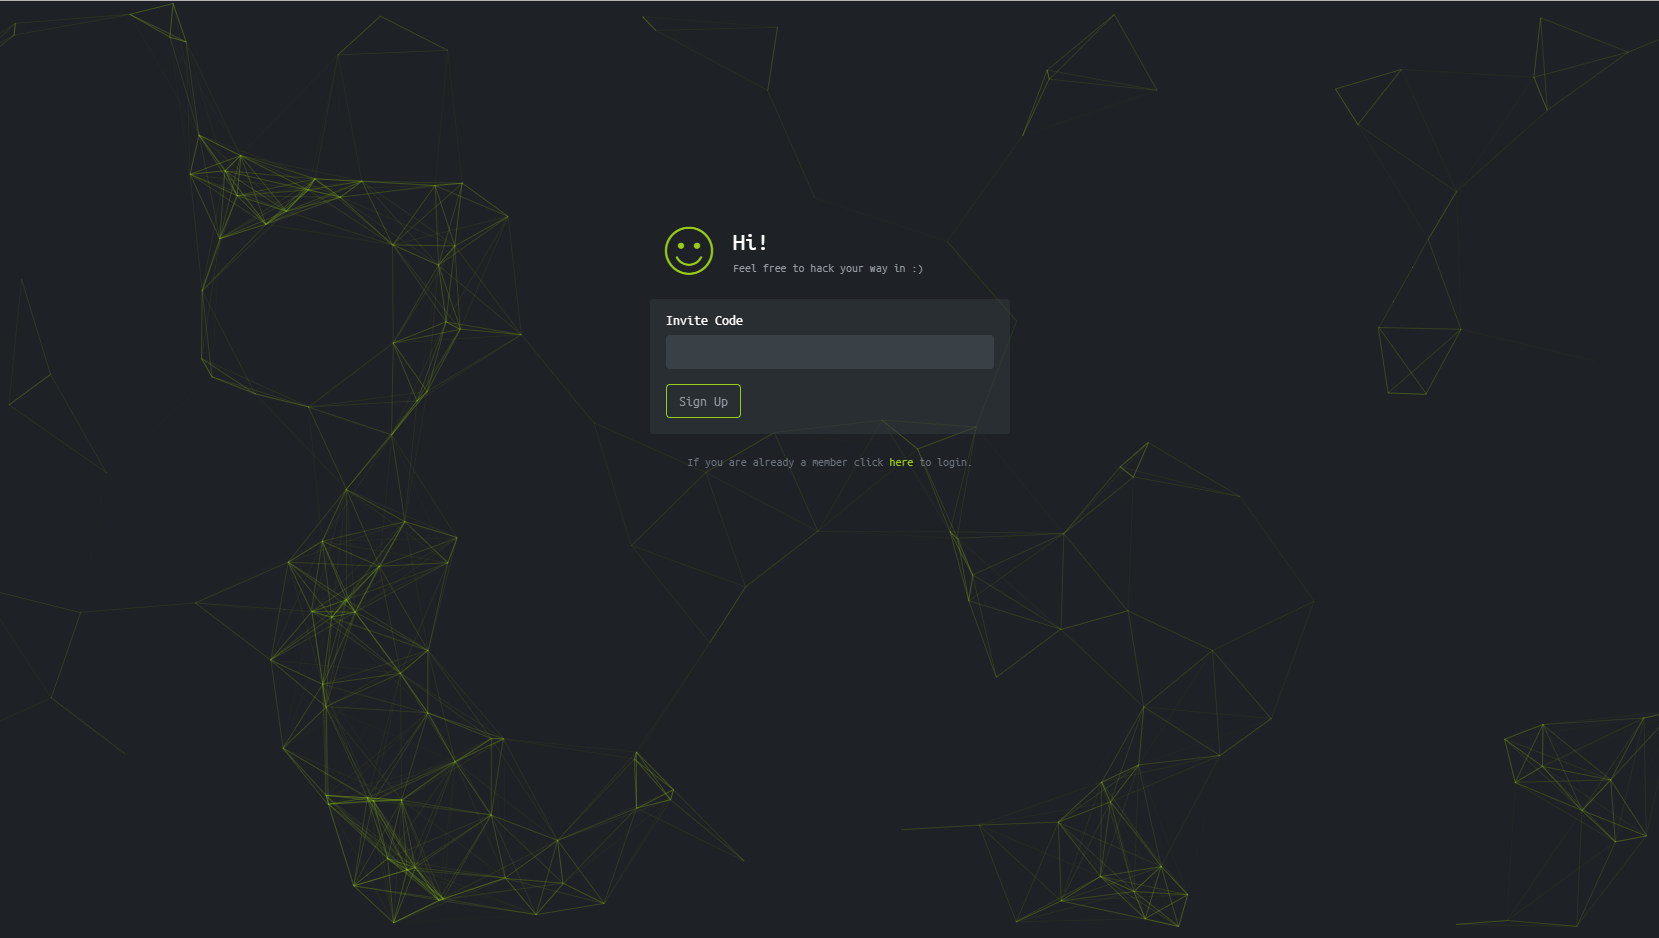 Hi!
Feel free to hack your way in :)
Invite Code
Sign Up
If you are already a member click here to login.